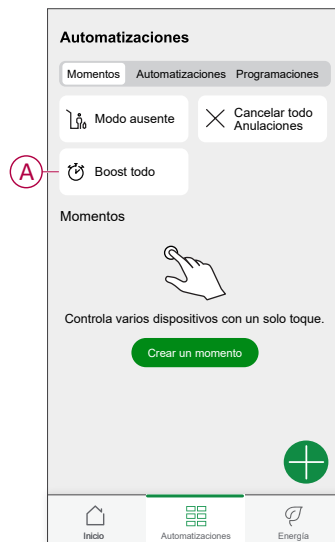 Automatizaciones
Momentos Automatizaciones Programaciones
Modo ausente
Cancelar todo
Anulaciones
A
Boost todo
Momentos
Controla varios dispositivos con un solo toque.
Crear un momento
Inicio Automatizaciones Energía